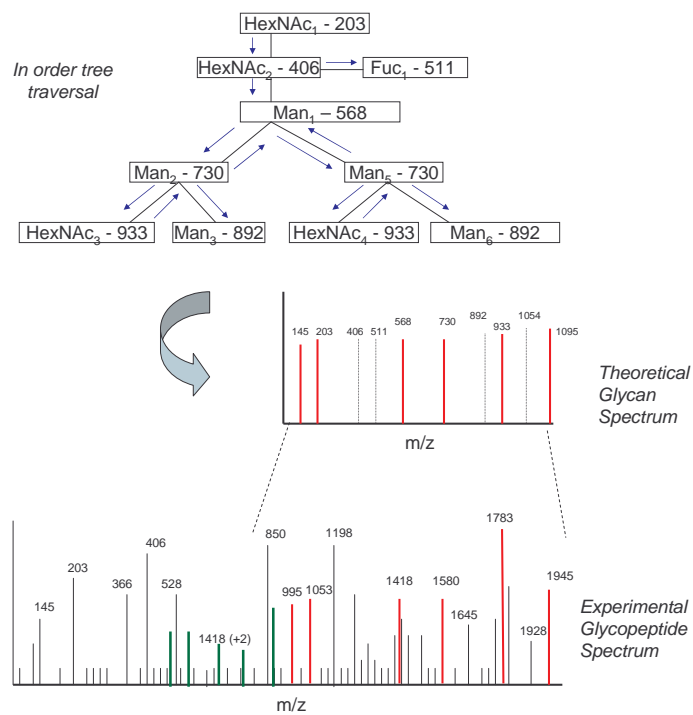 HexNAc1 - 203
In order tree
traversal
HexNAc2 - 406
Fuc1 - 511
Man1 – 568
Man2 - 730
Man5 - 730
HexNAc3 - 933
Man3 - 892
HexNAc4 - 933
Man6 - 892
145
203
406
511
568
730
892
933
1054
1095
Theoretical
Glycan
Spectrum
m/z
145
203
366
406
528
1418 (+2)
850
995
1053
1198
1418
1580
1645
1783
1928
1945
Experimental
Glycopeptide
Spectrum
m/z